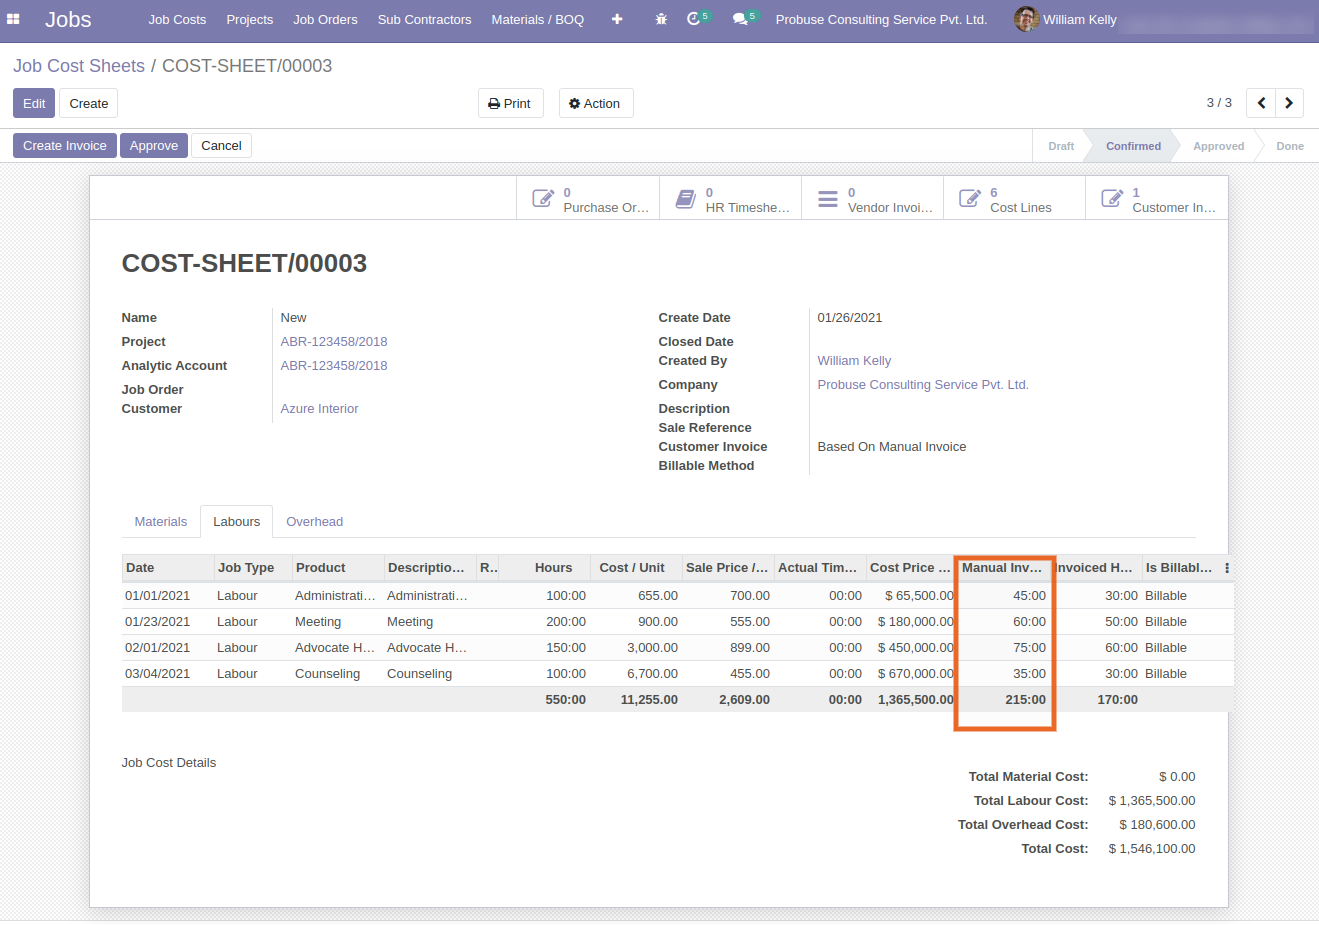 Jobs Job Costs Projects Job Orders Sub Contractors Materials / BOQ 5 5 Probuse Consulting Service Pvt. Ltd. William Kelly
Job Cost Sheets / COST-SHEET/00003
Edit Create Print Action 3 / 3
Create Invoice Approve Cancel Draft Confirmed Approved Done
0 0 0 6 1
Purchase Or... HR Timeshe... Vendor Invoi... Cost Lines Customer In...
COST-SHEET/00003
Name New Create Date 01/26/2021
Project ABR-123458/2018 Closed Date
Analytic Account ABR-123458/2018 Created By William Kelly
Job Order Company Probuse Consulting Service Pvt. Ltd.
Customer Azure Interior Description
Sale Reference
Customer Invoice Based On Manual Invoice
Billable Method
Materials Labours Overhead
Date Job Type Product Descriptio... R... Hours Cost / Unit Sale Price /... Actual Tim... Cost Price ... Manual Inv... Invoiced H... Is Billabl...
01/01/2021 Labour Administrati... Administrati... 100:00 655.00 700.00 00:00 $ 65,500.00 45:00 30:00 Billable
01/23/2021 Labour Meeting Meeting 200:00 900.00 555.00 00:00 $ 180,000.00 60:00 50:00 Billable
02/01/2021 Labour Advocate H... Advocate H... 150:00 3,000.00 899.00 00:00 $ 450,000.00 75:00 60:00 Billable
03/04/2021 Labour Counseling Counseling 100:00 6,700.00 455.00 00:00 $ 670,000.00 35:00 30:00 Billable
550:00 11,255.00 2,609.00 00:00 1,365,500.00 215:00 170:00
Job Cost Details
Total Material Cost: $ 0.00
Total Labour Cost: $ 1,365,500.00
Total Overhead Cost: $ 180,600.00
Total Cost: $ 1,546,100.00